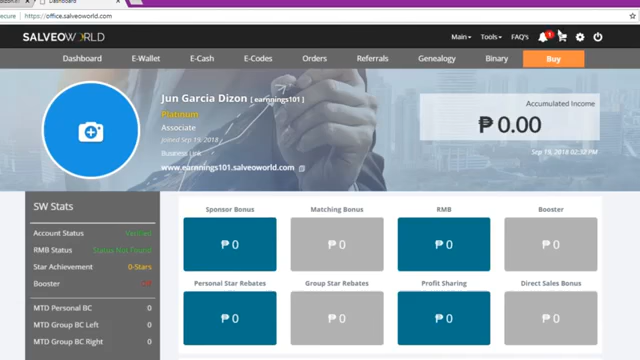 Dashboard
https://office.salveoworld.com
SALVEOWORLD
Main
Tools
FAQ's
1
Dashboard
E-Wallet
E-Cash
E-Codes
Orders
Referrals
Genealogy
Binary
Buy
Jun Garcia Dizon [ earnnings101 ]
Platinum
Associate
joined Sep 19, 2018
Business Link
www.earnnings101.salveoworld.com
Accumulated Income
₱ 0.00
Sep 19, 2018 02:32 PM
SW Stats
Account Status Verified
RMB Status Status Not Found
Star Achievement 0-Stars
Booster Off
MTD Personal BC 0
MTD Group BC Left 0
MTD Group BC Right 0
Sponsor Bonus
Matching Bonus
RMB
Booster
₱ 0
₱ 0
₱ 0
₱ 0
Personal Star Rebates
Group Star Rebates
Profit Sharing
Direct Sales Bonus
₱ 0
₱ 0
₱ 0
₱ 0